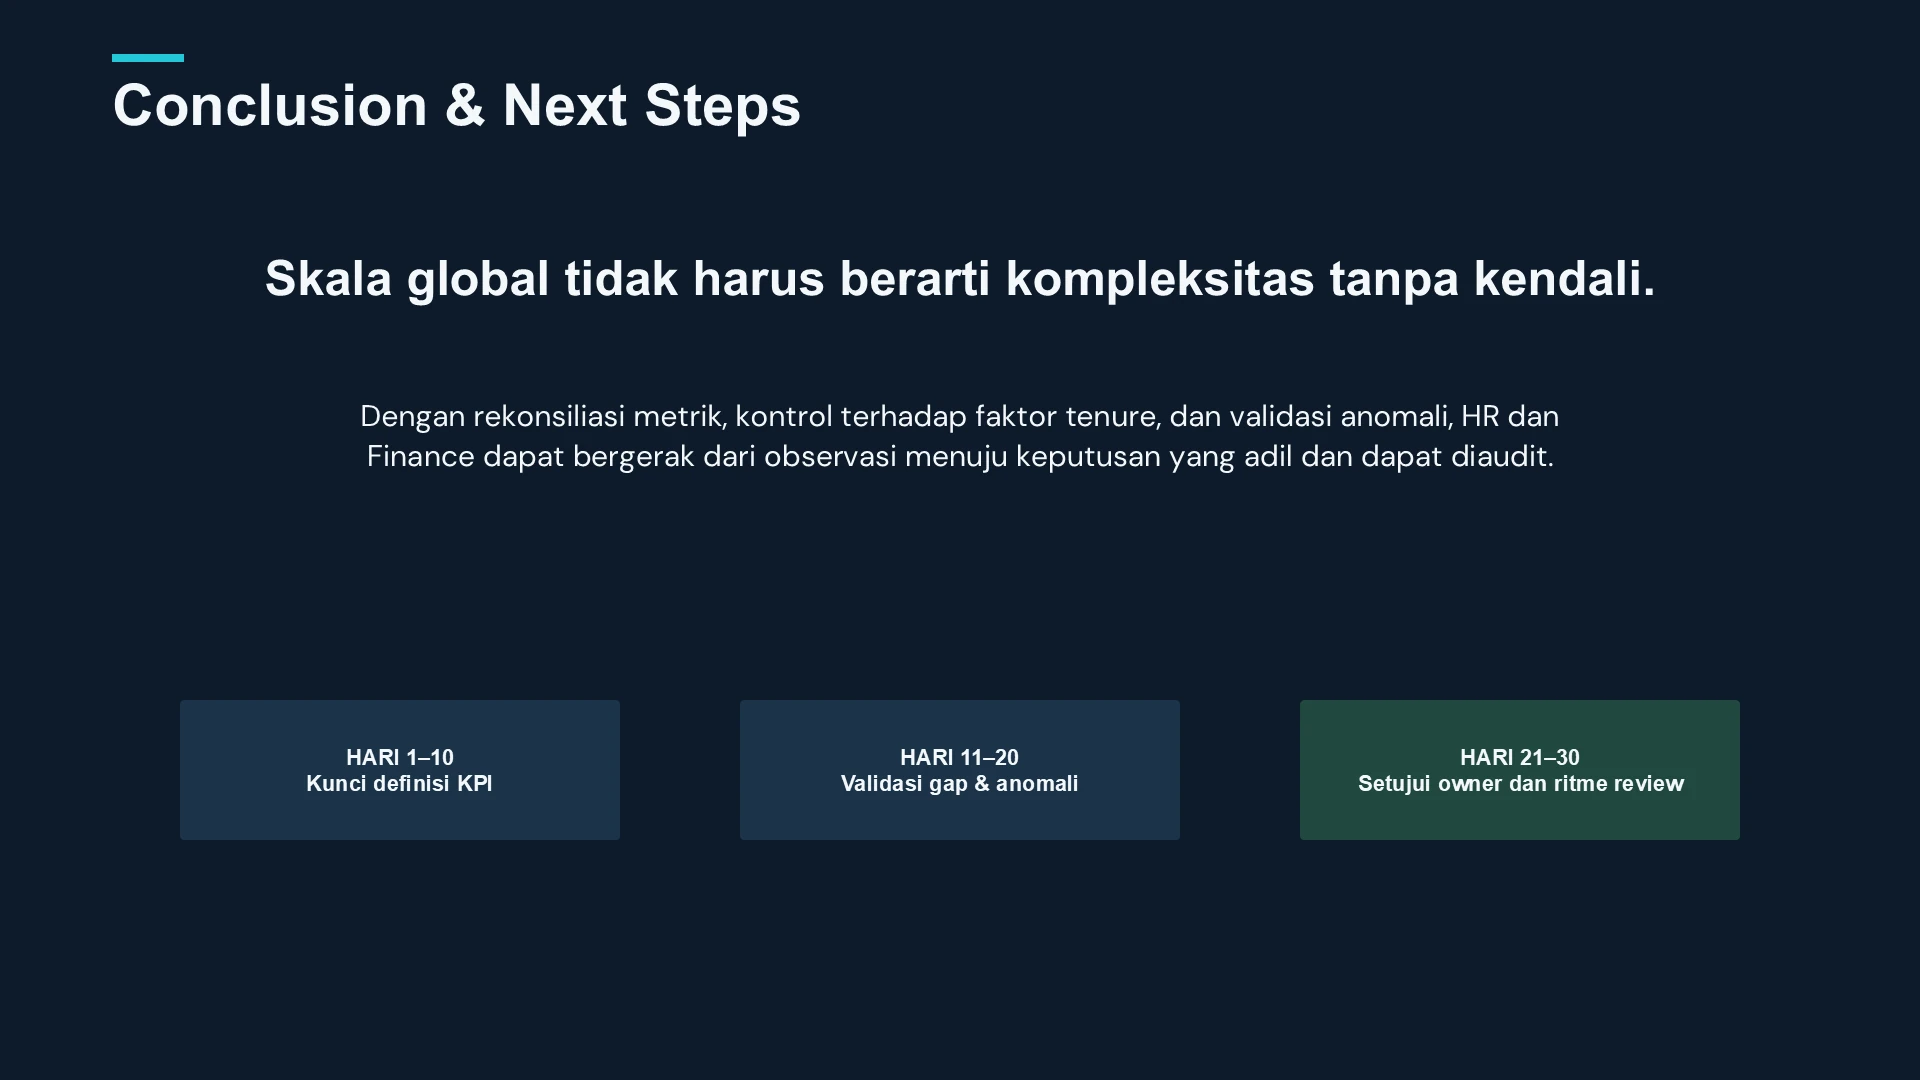 Conclusion & Next Steps
Skala global tidak harus berarti kompleksitas tanpa kendali.
Dengan rekonsiliasi metrik, kontrol terhadap faktor tenure, dan validasi anomali, HR dan
Finance dapat bergerak dari observasi menuju keputusan yang adil dan dapat diaudit.
HARI 1–10
Kunci definisi KPI
HARI 11–20
Validasi gap & anomali
HARI 21–30
Setujui owner dan ritme review